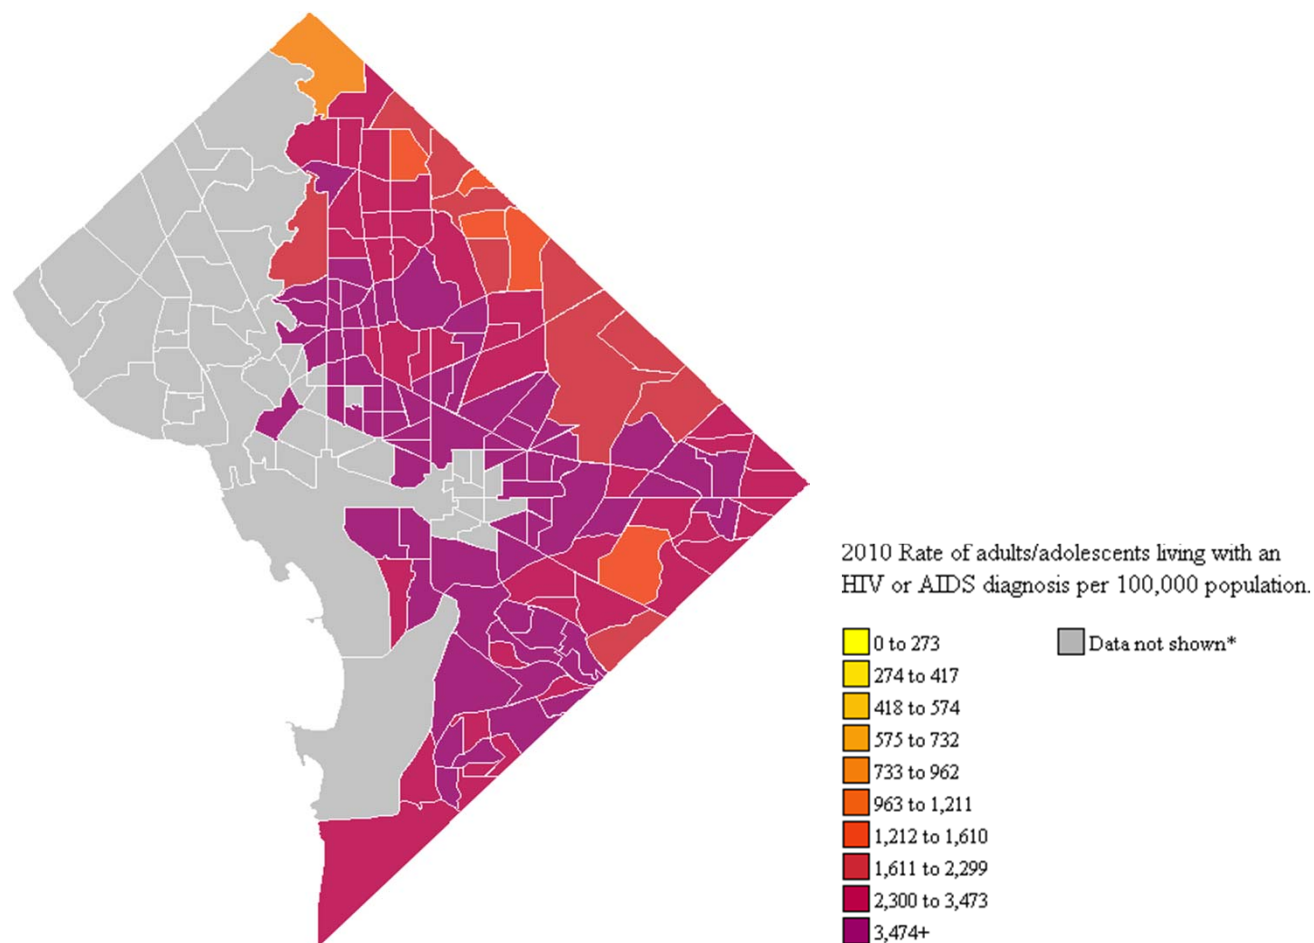 2010 Rate of adults/adolescents living with an
HIV or AIDS diagnosis per 100,000 population.
0 to 273
Data not shown*
274 to 417
418 to 574
575 to 732
733 to 962
963 to 1,211
1,212 to 1,610
1,611 to 2,299
2,300 to 3,473
3,474+